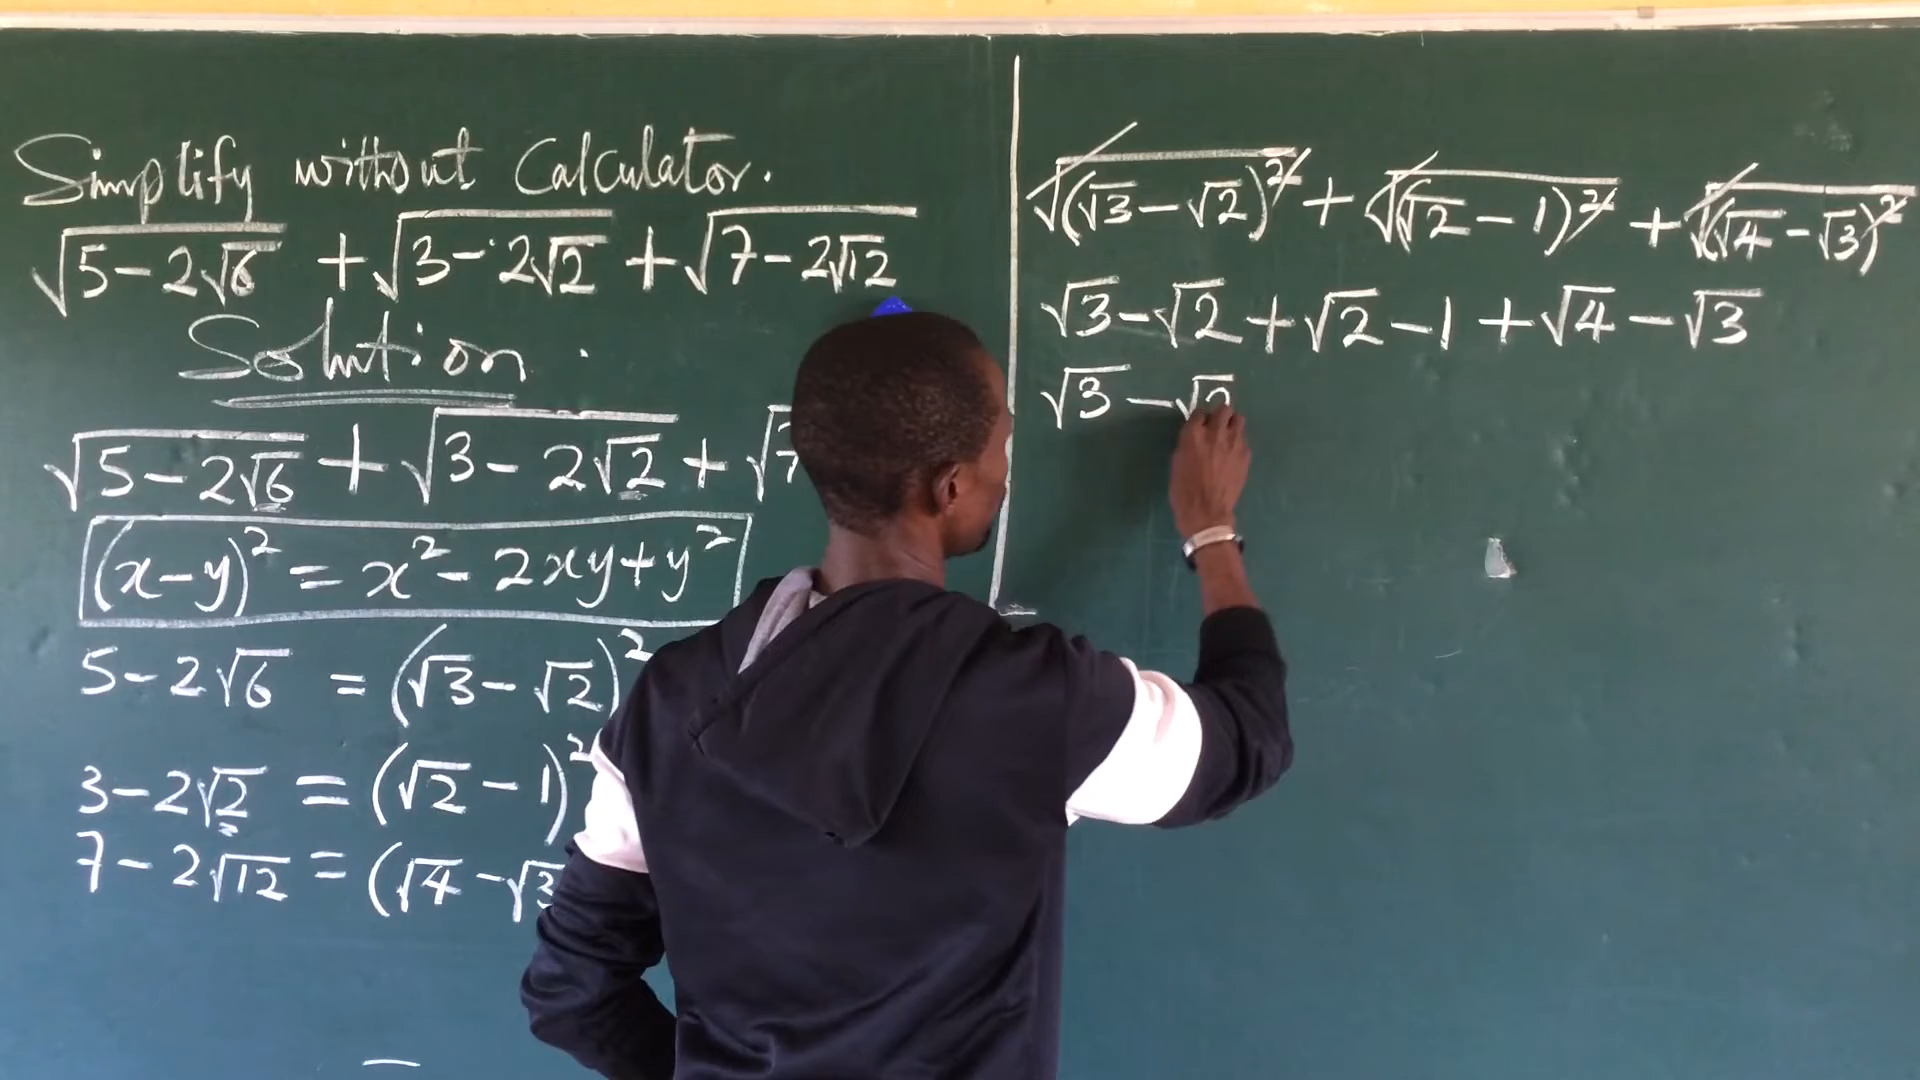 Simplify without Calculator.
√(5-2√6) + √(3-2√2) + √(7-2√12)
Solution.
√(5-2√6) + √(3-2√2) + √7
(x-y)² = x² - 2xy + y²
5-2√6 = (√3-√2)²
3-2√2 = (√2-1)²
7-2√12 = (√4-√3
√(√3-√2)² + √(√2-1)² + √(√4-√3)²
√3-√2+√2-1+√4-√3
√3-√2